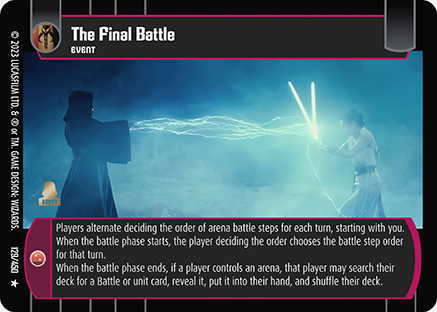 The Final Battle
EVENT
© 2023 LUCASFILM LTD. & ® or TM. GAME DESIGN: WIZARDS.
IDC
Players alternate deciding the order of arena battle steps for each turn, starting with you.
When the battle phase starts, the player deciding the order chooses the battle step order
for that turn.
When the battle phase ends, if a player controls an arena, that player may search their
deck for a Battle or unit card, reveal it, put it into their hand, and shuffle their deck.
129/450